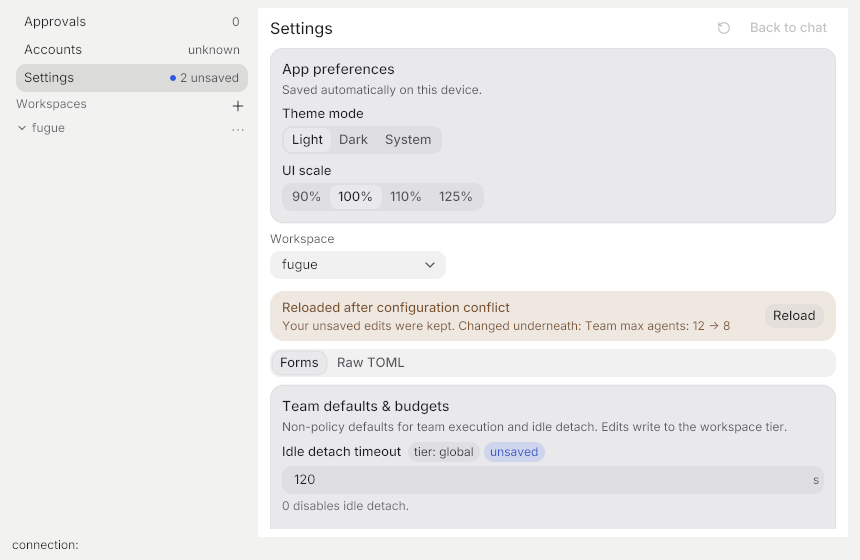 Approvals 0
Accounts unknown
Settings 2 unsaved
Workspaces +
fugue ...
connection:
Settings Back to chat
App preferences
Saved automatically on this device.
Theme mode
Light Dark System
UI scale
90% 100% 110% 125%
Workspace
fugue
Reloaded after configuration conflict
Your unsaved edits were kept. Changed underneath: Team max agents: 12 → 8
Reload
Forms Raw TOML
Team defaults & budgets
Non-policy defaults for team execution and idle detach. Edits write to the workspace tier.
Idle detach timeout tier: global unsaved
120 s
0 disables idle detach.